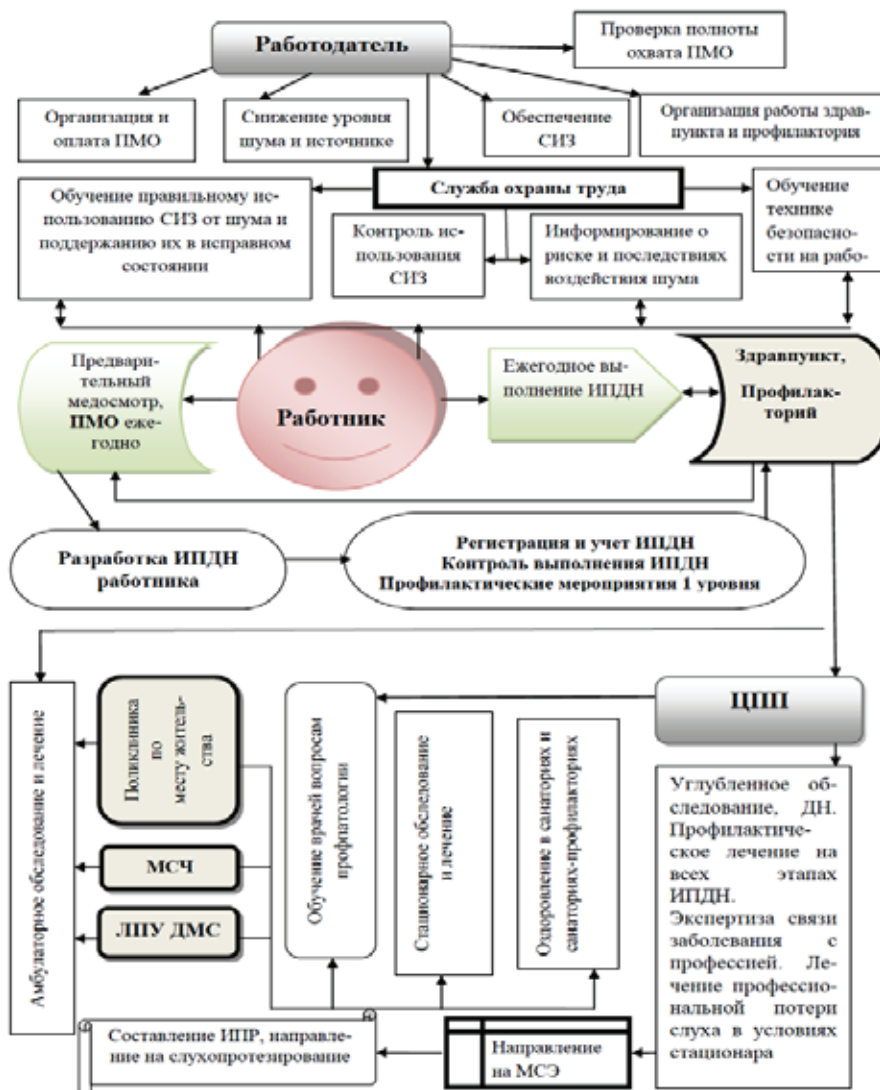 Работодатель
Проверка полноты
охвата ПМО
Организация и
оплата ПМО
Снижение уровня
шума и источнике
Обеспечение
СИЗ
Организация работы здрав-
пункта и профилактория
Служба охраны труда
Обучение правильному ис-
пользованию СИЗ от шума и
поддержанию их в исправном
состоянии
Контроль ис-
пользования
СИЗ
Информирование о
риске и последствиях
воздействия шума
Обучение
технике
безопасно-
сти на рабо-
Предвари-
тельный
медосмотр,
ПМО еже-
годно
Работник
Ежегодное вы-
полнение ИПДН
Здравпункт,
Профилак-
торий
Разработка ИПДН
работника
Регистрация и учет ИПДН
Контроль выполнения ИПДН
Профилактические мероприятия 1 уровня
Амбулаторное обследование и лечение
Поликлиника
по
месту житель-
ства
МСЧ
ЛПУ ДМС
Обучение врачей вопросам
профпатологии
Стационарное обследование
и лечение
Оздоровление в санаториях и
санаториях-профилакториях
ЦПП
Углубленное об-
следование, ДН.
Профилактиче-
ское лечение на
всех этапах
ИПДН.
Экспертиза связи
заболевания с
профессией. Ле-
чение профессио-
нальной потери
слуха в условиях
стационара
Составление ИПР, направле-
ние на слухопротезирование
Направление
на МСЭ